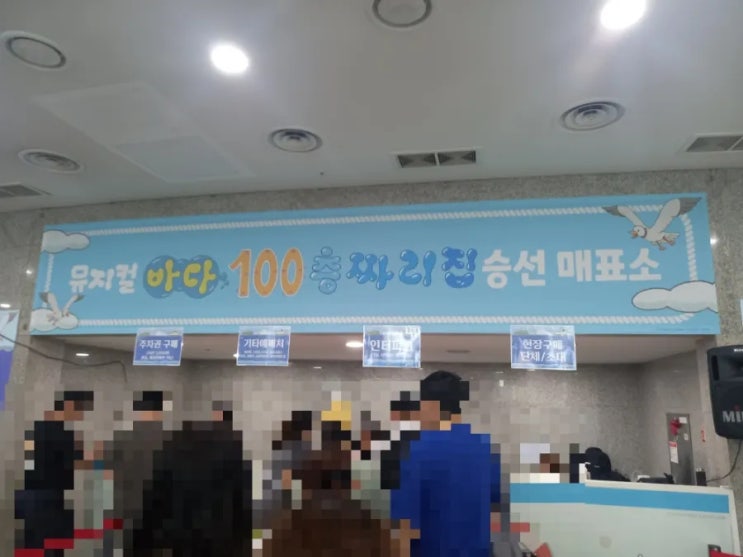 뮤지컬 바다 100층짜리집 승선 매표소
주차권 구매
기타예매처
인터파크
현장구매
단체/초대